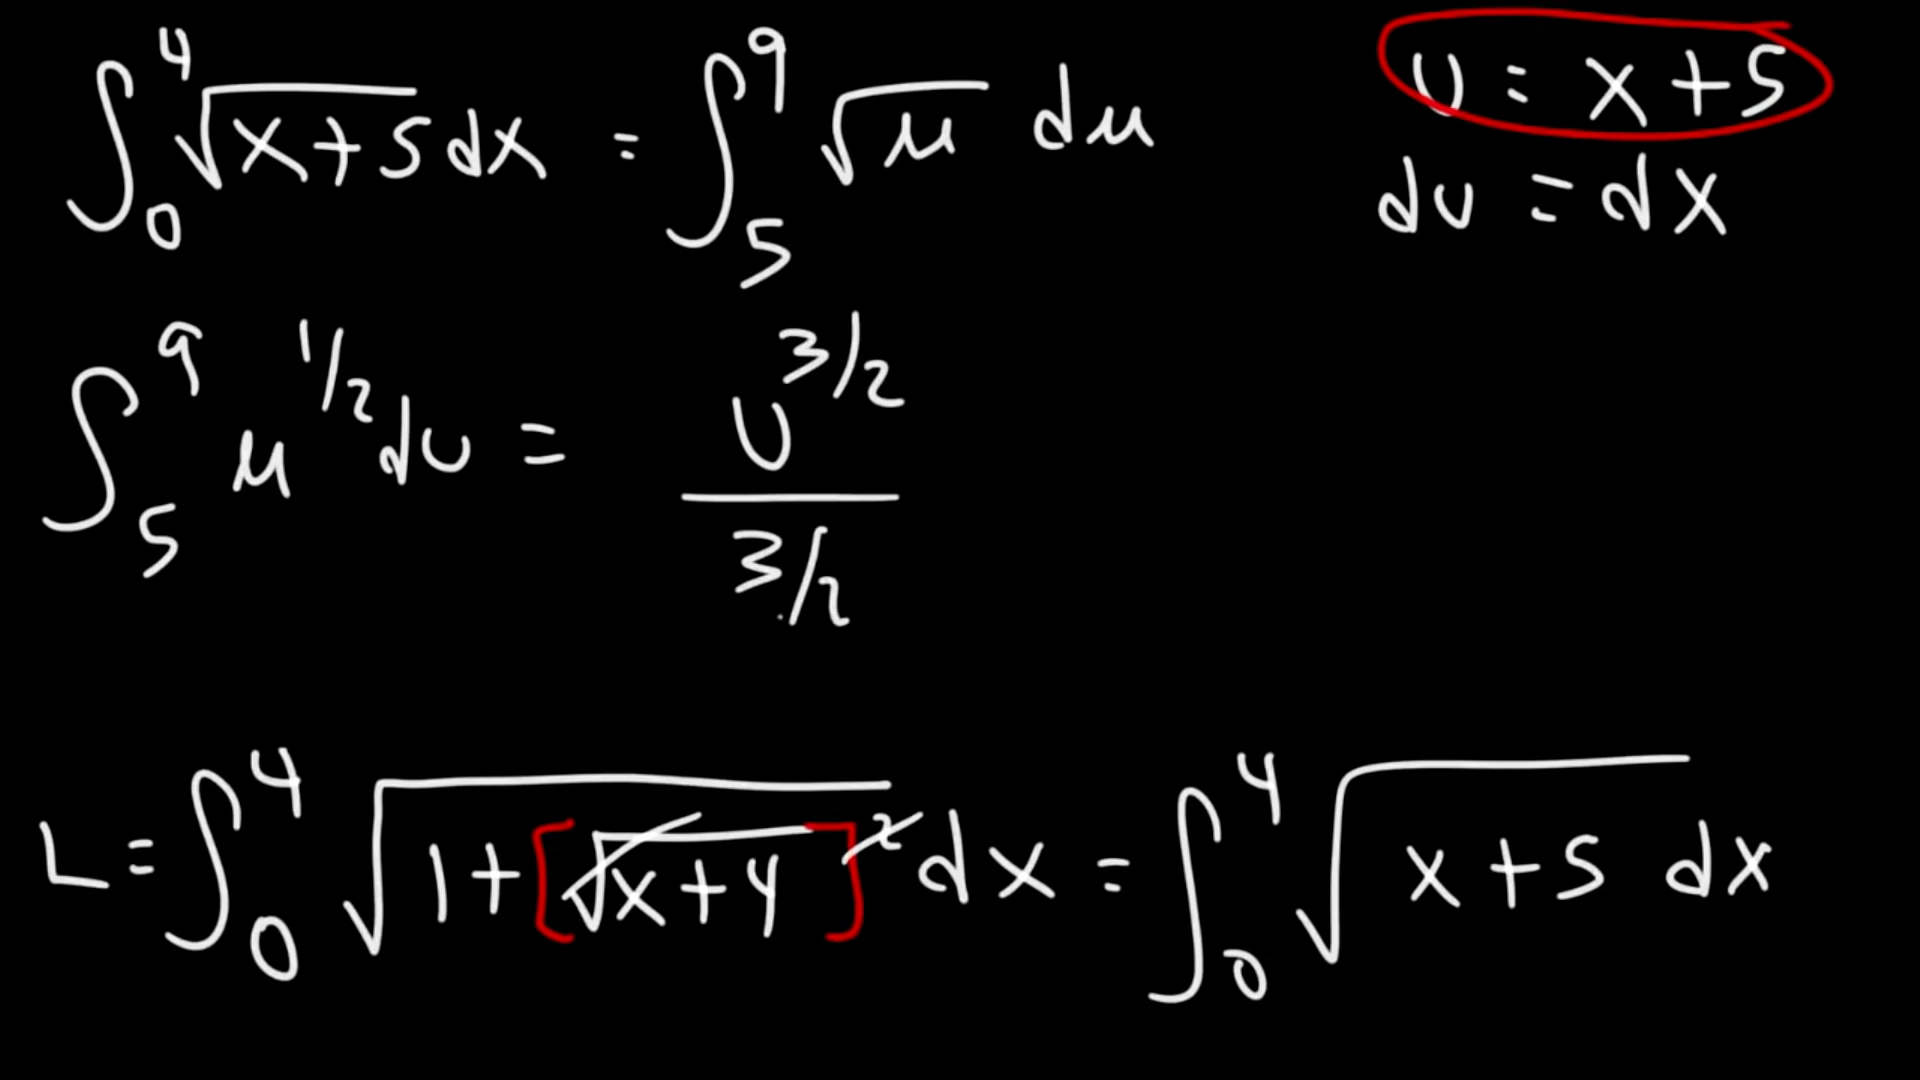 ∫₀⁴ √(x+5) dx = ∫₅⁹ √μ dμ
u = x + 5
du = dx
∫₅⁹ μ^(1/2) du = u^(3/2) / (3/2)
L = ∫₀⁴ √(1+[√(x+4)]²) dx = ∫₀⁴ √(x+5) dx